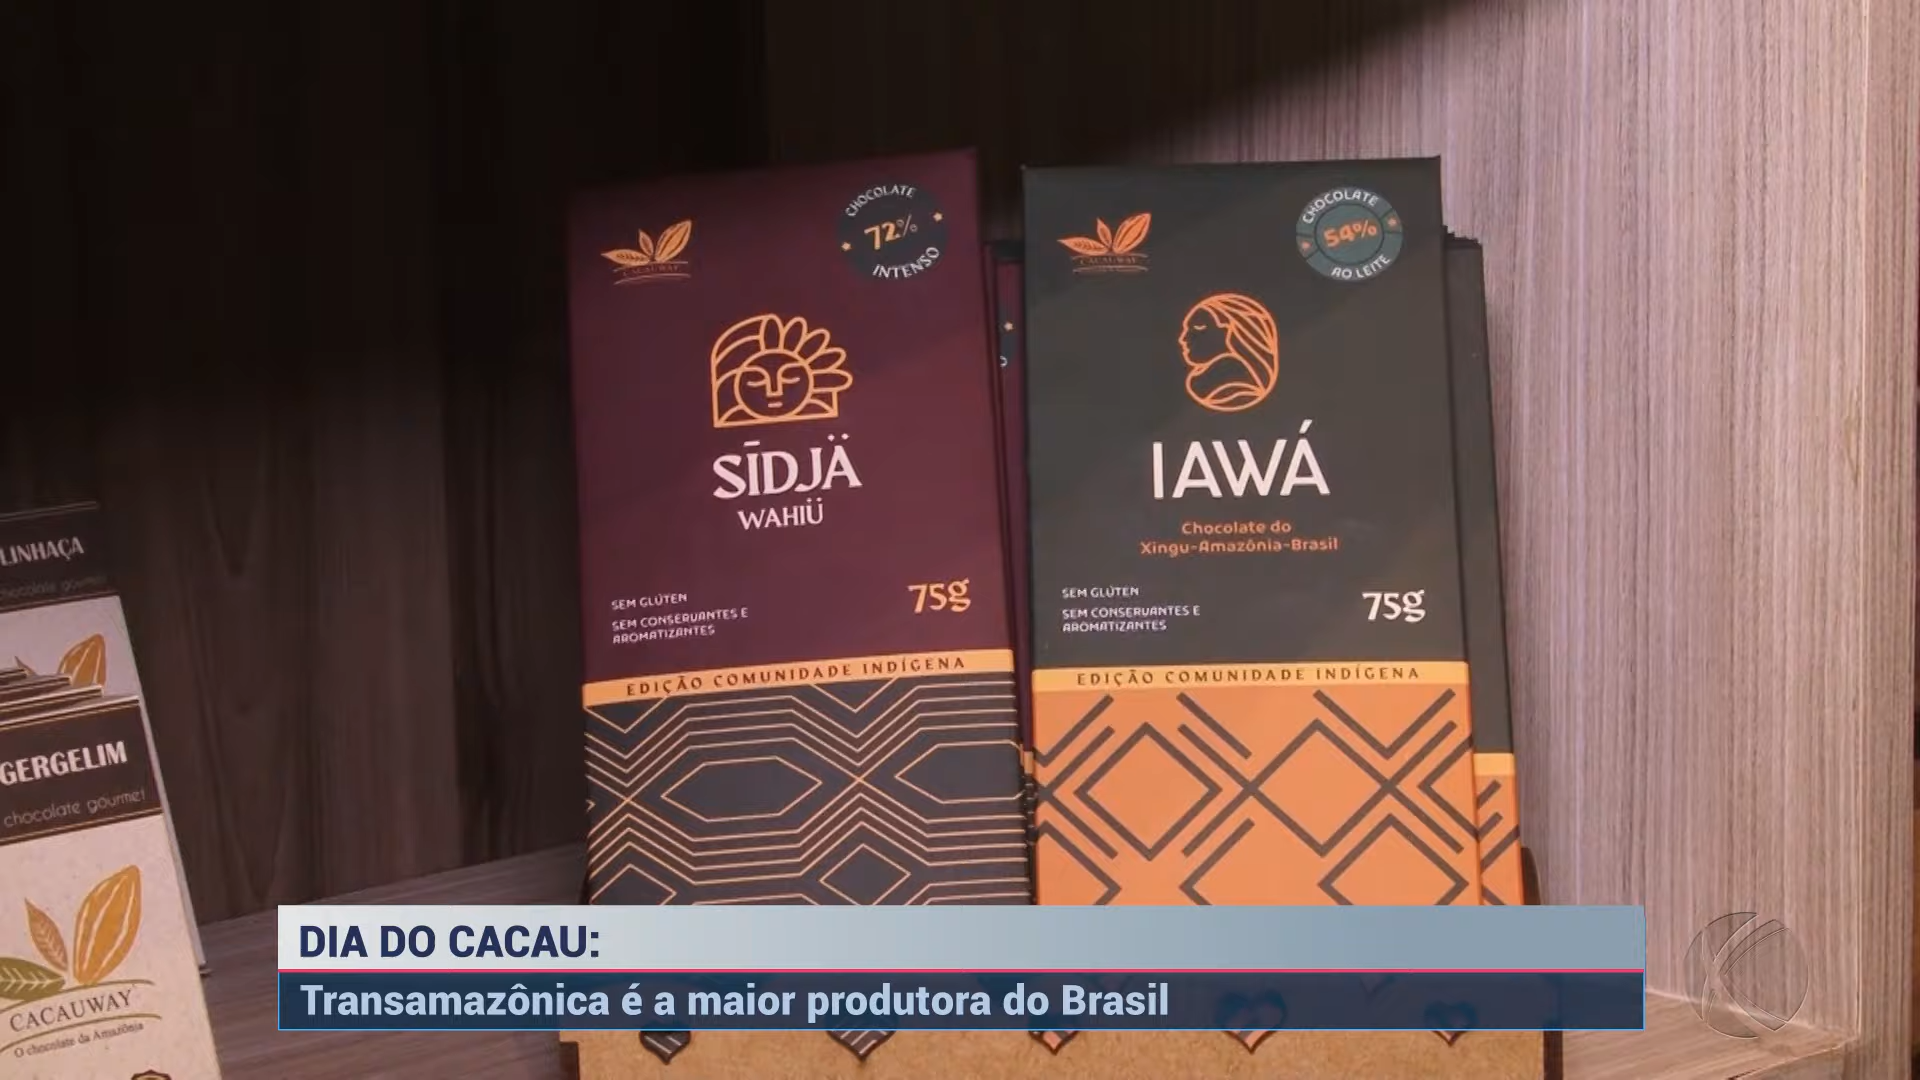 CHOCOLATE
72%
INTENSO
CACAUWAY
SĪDJÄ
WAHIÜ
SEM GLÚTEN
SEM CONSERVANTES E
AROMATIZANTES
75g
EDIÇÃO COMUNIDADE INDÍGENA
CHOCOLATE
54%
AO LEITE
CACAUWAY
IAWÁ
Chocolate do
Xingu-Amazônia-Brasil
SEM GLÚTEN
SEM CONSERVANTES E
AROMATIZANTES
75g
EDIÇÃO COMUNIDADE INDÍGENA
LINHAÇA
chocolate gourmet
GERGELIM
chocolate gourmet
CACAUWAY
O chocolate da Amazônia
DIA DO CACAU:
Transamazônica é a maior produtora do Brasil